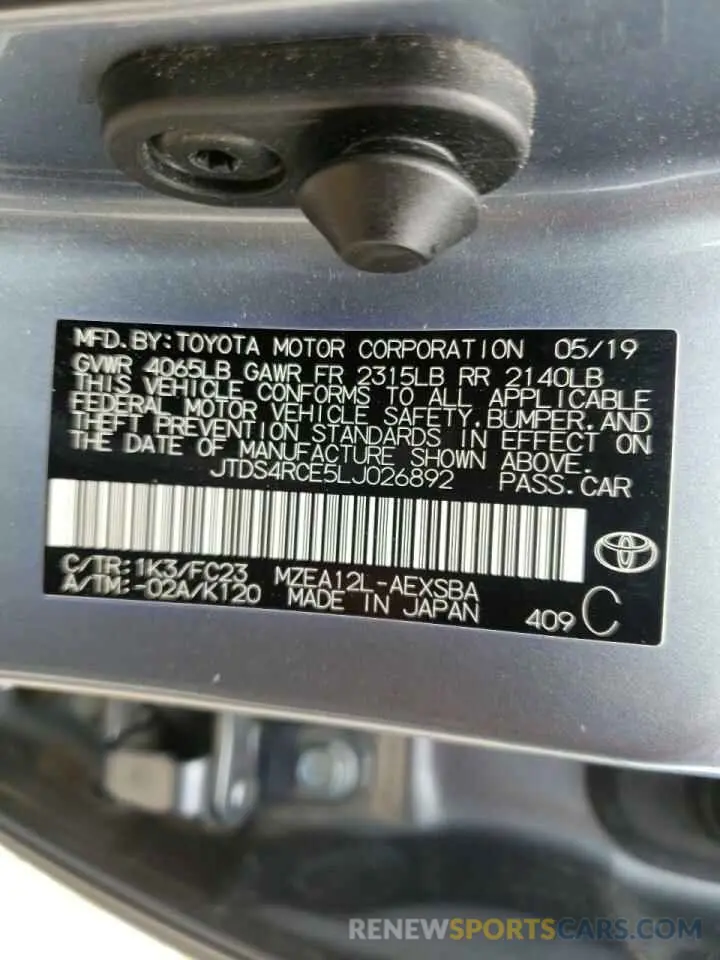 MFD.BY:TOYOTA MOTOR CORPORATION 05/19
GVWR 4065LB GAWR FR 2315LB RR 2140LB
THIS VEHICLE CONFORMS TO ALL APPLICABLE
FEDERAL MOTOR VEHICLE SAFETY.BUMPER.AND
THEFT PREVENTION STANDARDS IN EFFECT ON
THE DATE OF MANUFACTURE SHOWN ABOVE.
JTDS4RCE5LJ026892 PASS.CAR
C/TR:1K3/FC23 MZEA12L-AEXSBA
A/TM:-02A/K120 MADE IN JAPAN 409 C
RENEWSPORTSCARS.COM